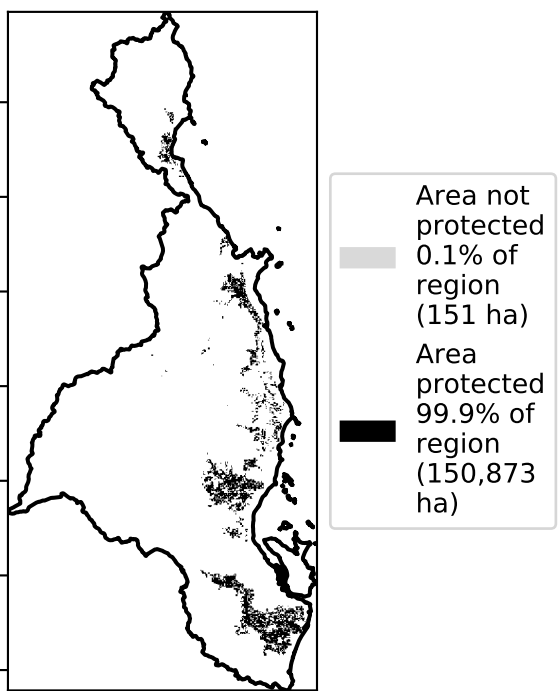 Area not
protected
0.1% of
region
(151 ha)
Area
protected
99.9% of
region
(150,873
ha)